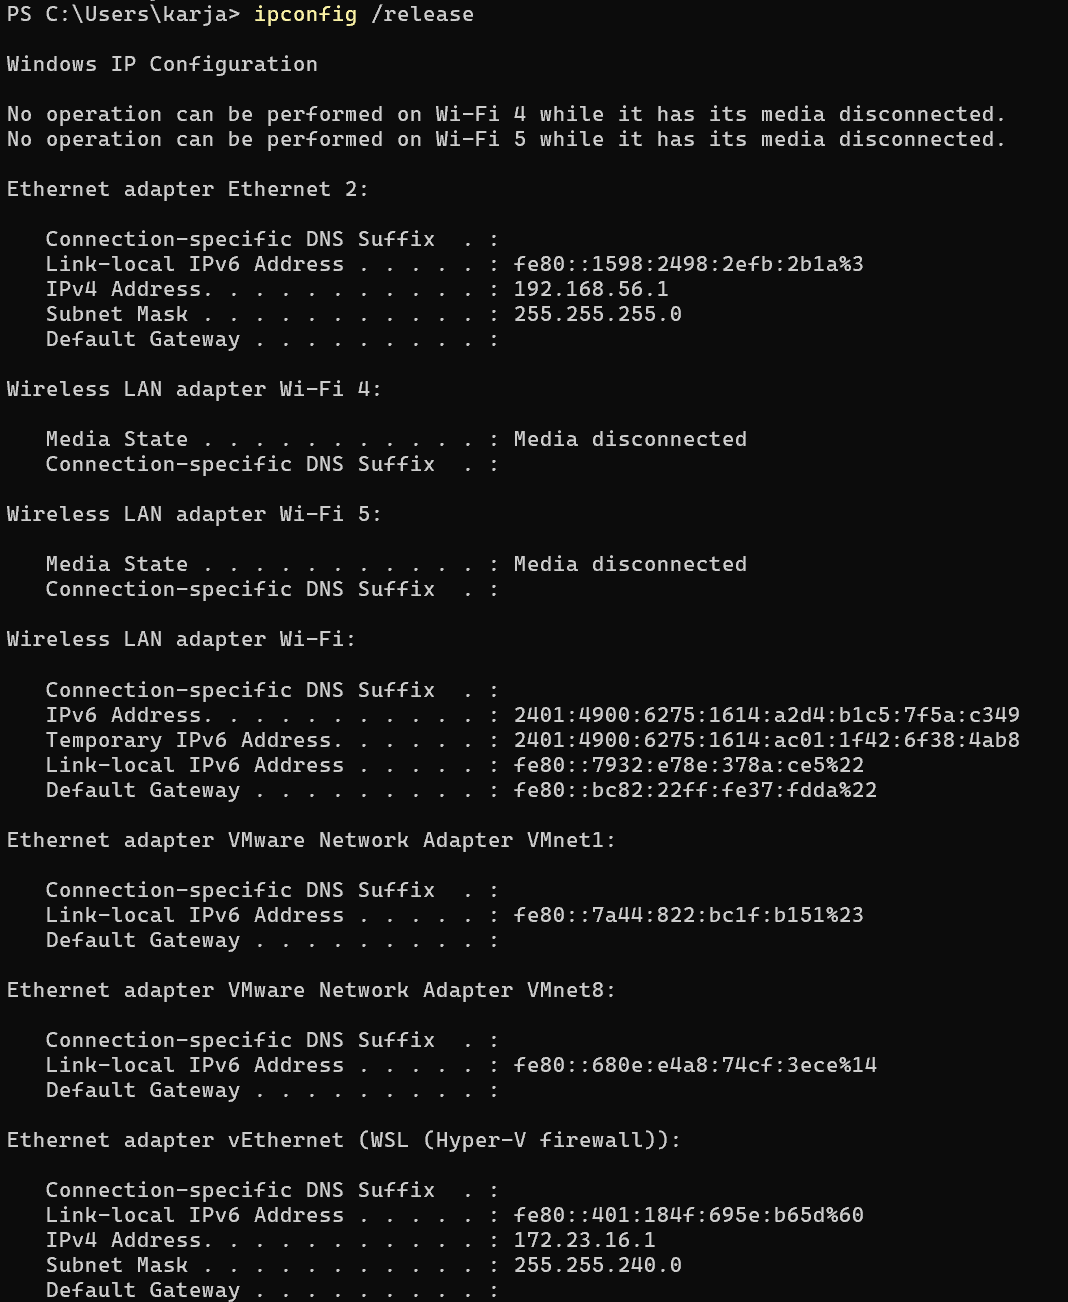 PS C:\Users\karja> ipconfig /release
Windows IP Configuration
No operation can be performed on Wi-Fi 4 while it has its media disconnected.
No operation can be performed on Wi-Fi 5 while it has its media disconnected.
Ethernet adapter Ethernet 2:
   Connection-specific DNS Suffix  . :
   Link-local IPv6 Address . . . . . : fe80::1598:2498:2efb:2b1a%3
   IPv4 Address. . . . . . . . . . . : 192.168.56.1
   Subnet Mask . . . . . . . . . . . : 255.255.255.0
   Default Gateway . . . . . . . . . :
Wireless LAN adapter Wi-Fi 4:
   Media State . . . . . . . . . . . : Media disconnected
   Connection-specific DNS Suffix  . :
Wireless LAN adapter Wi-Fi 5:
   Media State . . . . . . . . . . . : Media disconnected
   Connection-specific DNS Suffix  . :
Wireless LAN adapter Wi-Fi:
   Connection-specific DNS Suffix  . :
   IPv6 Address. . . . . . . . . . . : 2401:4900:6275:1614:a2d4:b1c5:7f5a:c349
   Temporary IPv6 Address. . . . . . : 2401:4900:6275:1614:ac01:1f42:6f38:4ab8
   Link-local IPv6 Address . . . . . : fe80::7932:e78e:378a:ce5%22
   Default Gateway . . . . . . . . . : fe80::bc82:22ff:fe37:fdda%22
Ethernet adapter VMware Network Adapter VMnet1:
   Connection-specific DNS Suffix  . :
   Link-local IPv6 Address . . . . . : fe80::7a44:822:bc1f:b151%23
   Default Gateway . . . . . . . . . :
Ethernet adapter VMware Network Adapter VMnet8:
   Connection-specific DNS Suffix  . :
   Link-local IPv6 Address . . . . . : fe80::680e:e4a8:74cf:3ece%14
   Default Gateway . . . . . . . . . :
Ethernet adapter vEthernet (WSL (Hyper-V firewall)):
   Connection-specific DNS Suffix  . :
   Link-local IPv6 Address . . . . . : fe80::401:184f:695e:b65d%60
   IPv4 Address. . . . . . . . . . . : 172.23.16.1
   Subnet Mask . . . . . . . . . . . : 255.255.240.0
   Default Gateway . . . . . . . . . :